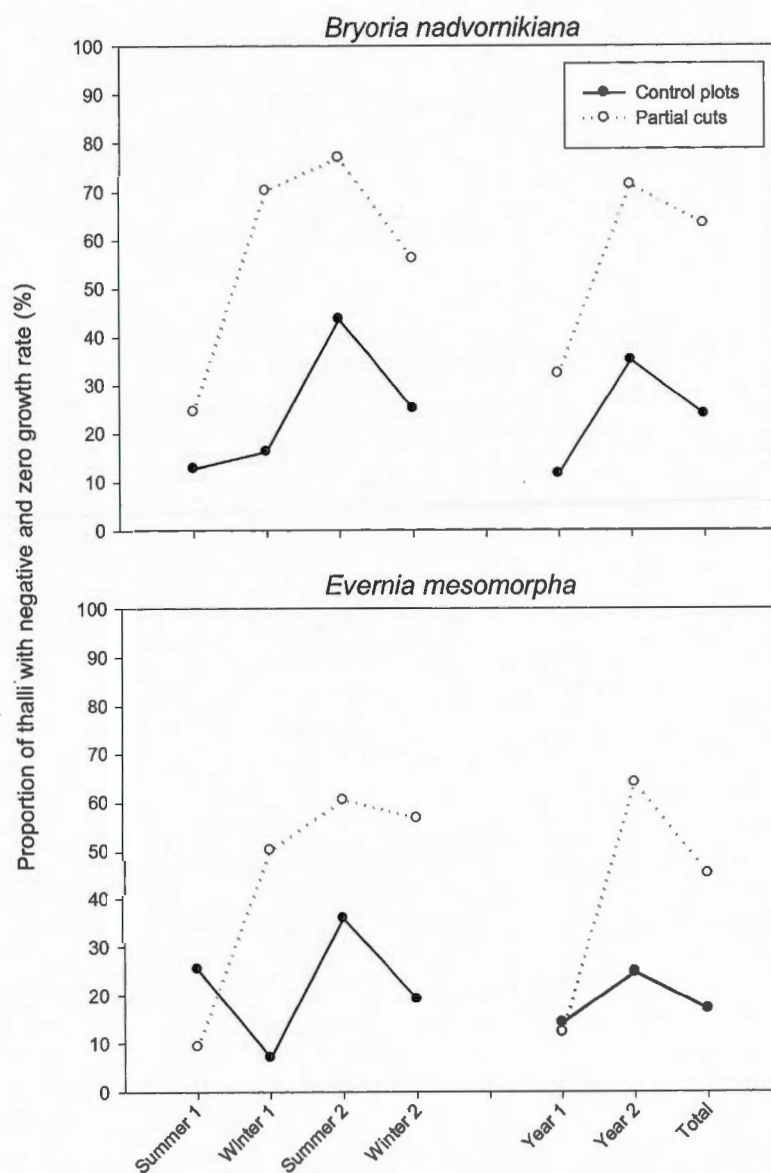 Bryoria nadvornikiana
100
90
80
70
60
50
40
30
20
10
0
Control plots
Partial cuts
Proportion of thalli with negative and zero growth rate (%)
Evernia mesomorpha
100
90
80
70
60
50
40
30
20
10
0
Summer 1
Winter 1
Summer 2
Winter 2
Year 1
Year 2
Total